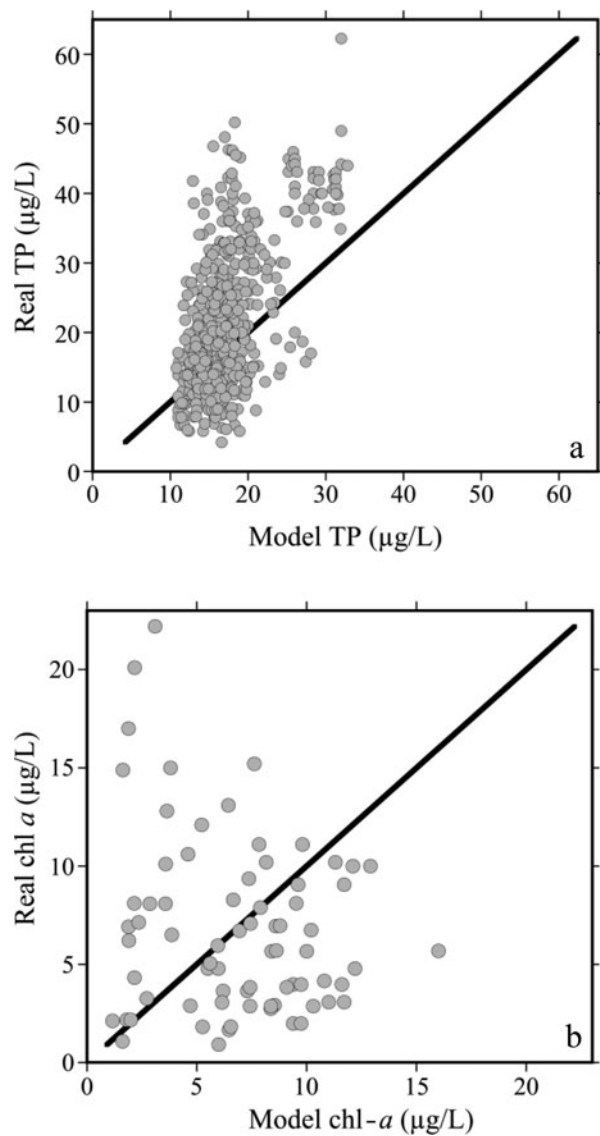 60
50
40
30
20
10
0
Real TP (µg/L)
0 10 20 30 40 50 60
Model TP (µg/L)
a
20
15
10
5
0
Real chl a (µg/L)
0 5 10 15 20
Model chl-a (µg/L)
b